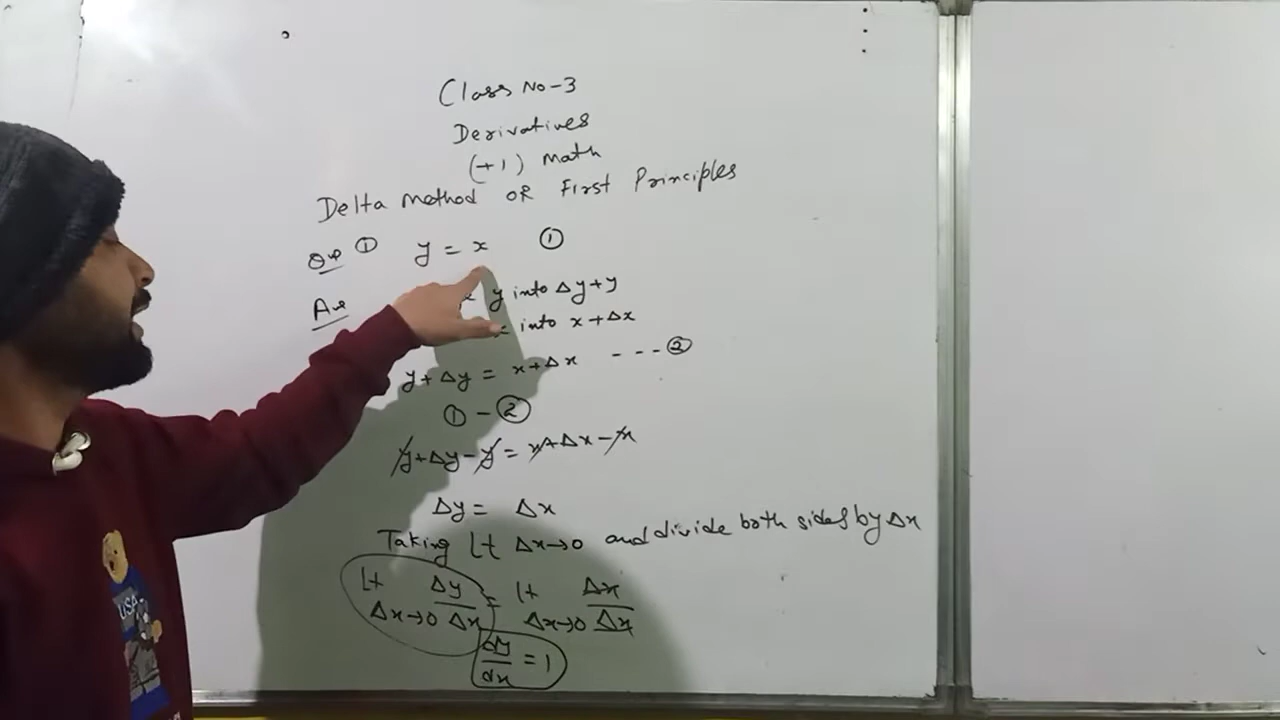 Class No-3
Derivatives
(+1) Math
Delta Method OR First Principles
Que ① y = x ①
Ans y into Δy+y
into x+Δx
y+Δy = x+Δx ---②
①-②
y+Δy-y = x+Δx-x
Δy = Δx
Taking Lt Δx→0 and divide both sides by Δx
Lt Δy = Lt Δx
Δx→0 Δx Δx→0 Δx
dy/dx = 1
USA